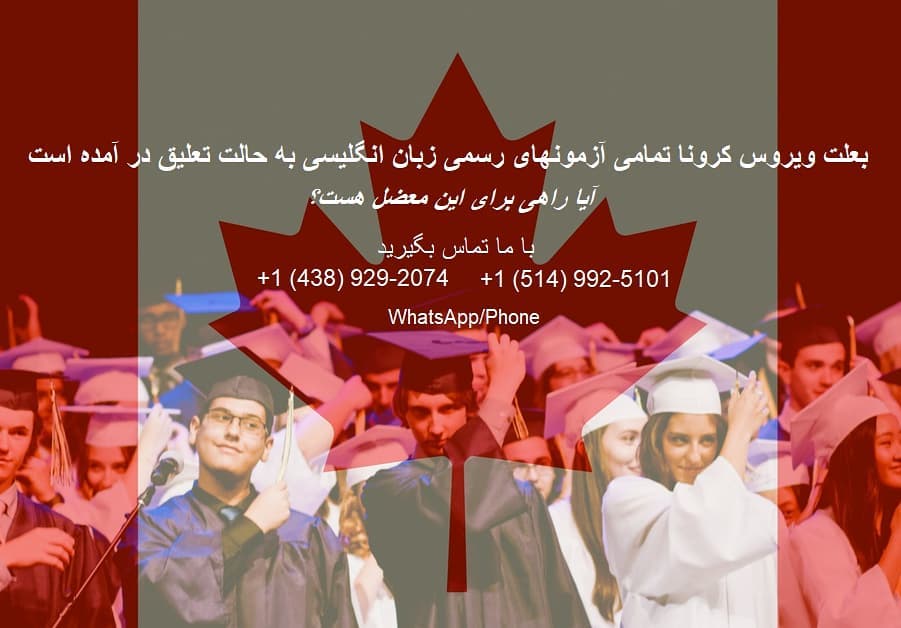 بعلت ویروس کرونا تمامی آزمونهای رسمی زبان انگلیسی به حالت تعلیق در آمده است
آیا راهی برای این معضل هست؟
با ما تماس بگیرید
+1 (438) 929-2074 +1 (514) 992-5101
WhatsApp/Phone